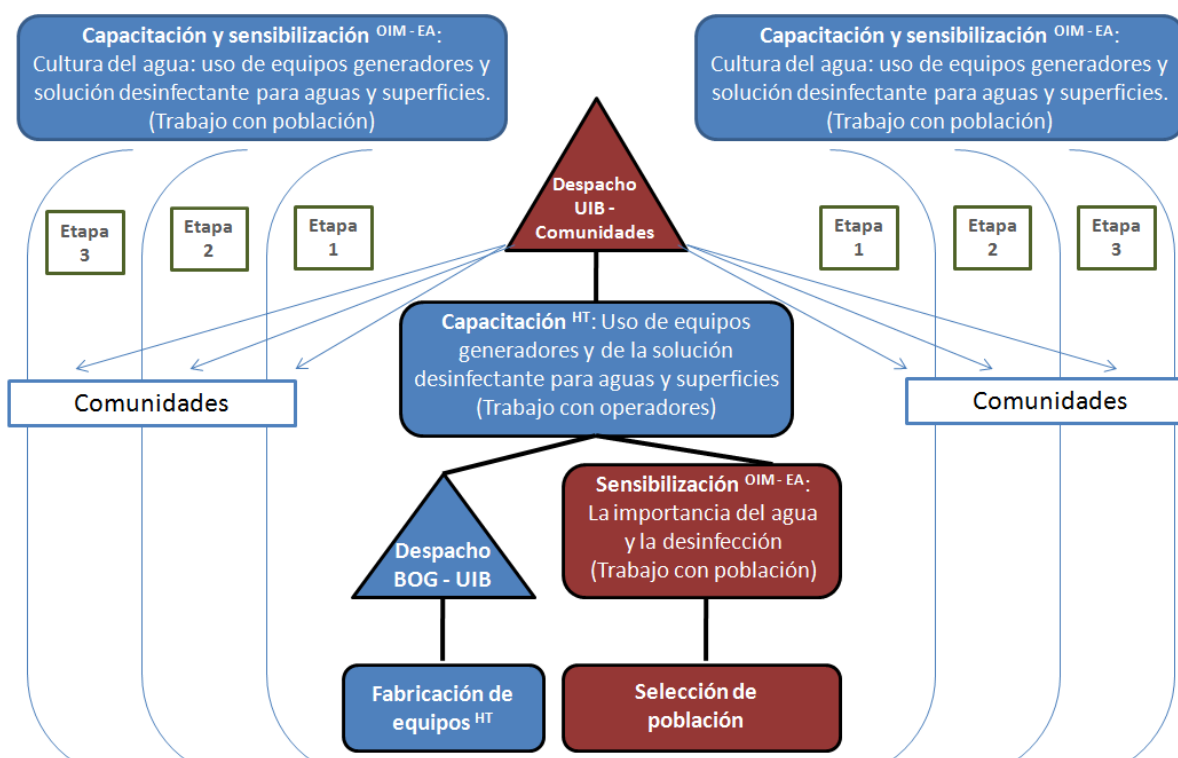 Capacitación y sensibilización OIM - EA:
Cultura del agua: uso de equipos generadores y
solución desinfectante para aguas y superficies.
(Trabajo con población)
Capacitación y sensibilización OIM - EA:
Cultura del agua: uso de equipos generadores y
solución desinfectante para aguas y superficies.
(Trabajo con población)
Despacho
UIB -
Comunidades
Etapa
3
Etapa
2
Etapa
1
Etapa
1
Etapa
2
Etapa
3
Capacitación HT: Uso de equipos
generadores y de la solución
desinfectante para aguas y superficies
(Trabajo con operadores)
Comunidades
Comunidades
Despacho
BOG - UIB
Sensibilización OIM - EA:
La importancia del agua
y la desinfección
(Trabajo con población)
Fabricación de
equipos HT
Selección de
población